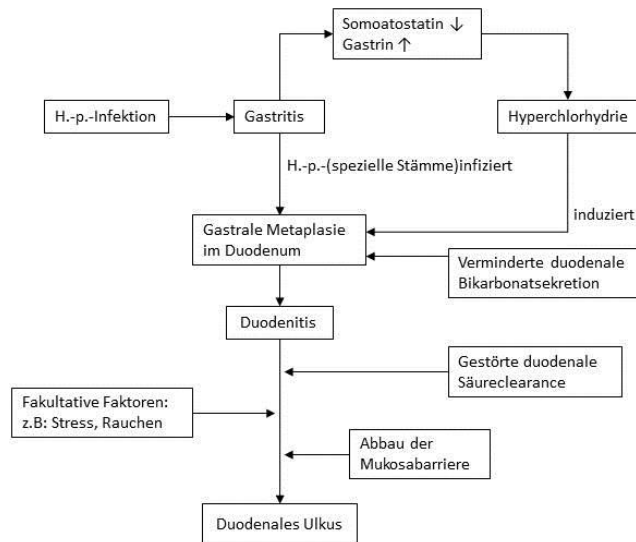 Somoatostatin ↓
Gastrin ↑
H.-p.-Infektion
Gastritis
Hyperchlorhydrie
H.-p.-(spezielle Stämme)infiziert
induziert
Gastrale Metaplasie
im Duodenum
Verminderte duodenale
Bikarbonatsekretion
Duodenitis
Gestörte duodenale
Säureclearance
Fakultative Faktoren:
z.B: Stress, Rauchen
Abbau der
Mukosabarriere
Duodenales Ulkus